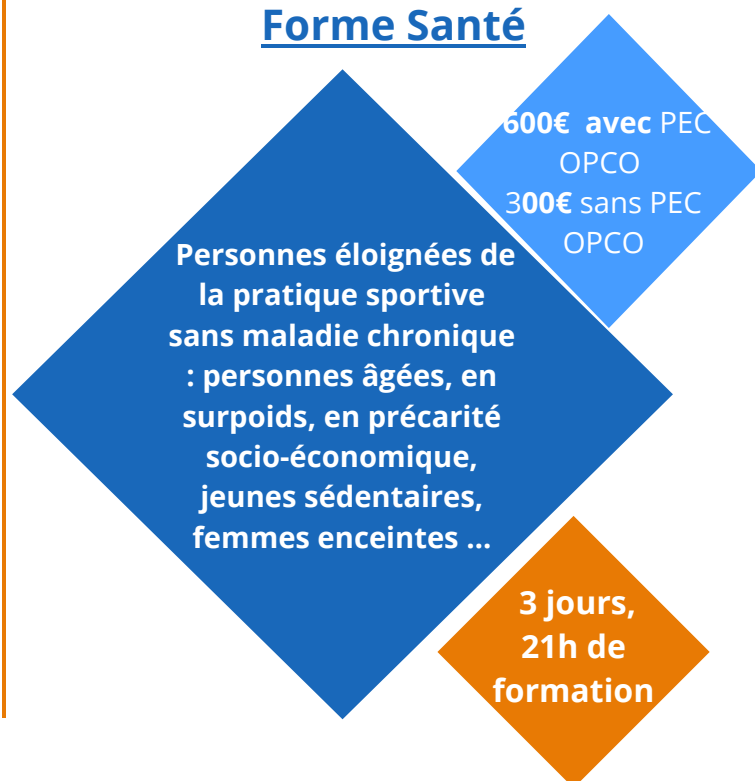 Forme Santé
600€ avec PEC
OPCO
300€ sans PEC
OPCO
Personnes éloignées de
la pratique sportive
sans maladie chronique
: personnes âgées, en
surpoids, en précarité
socio-économique,
jeunes sédentaires,
femmes enceintes ...
3 jours,
21h de
formation